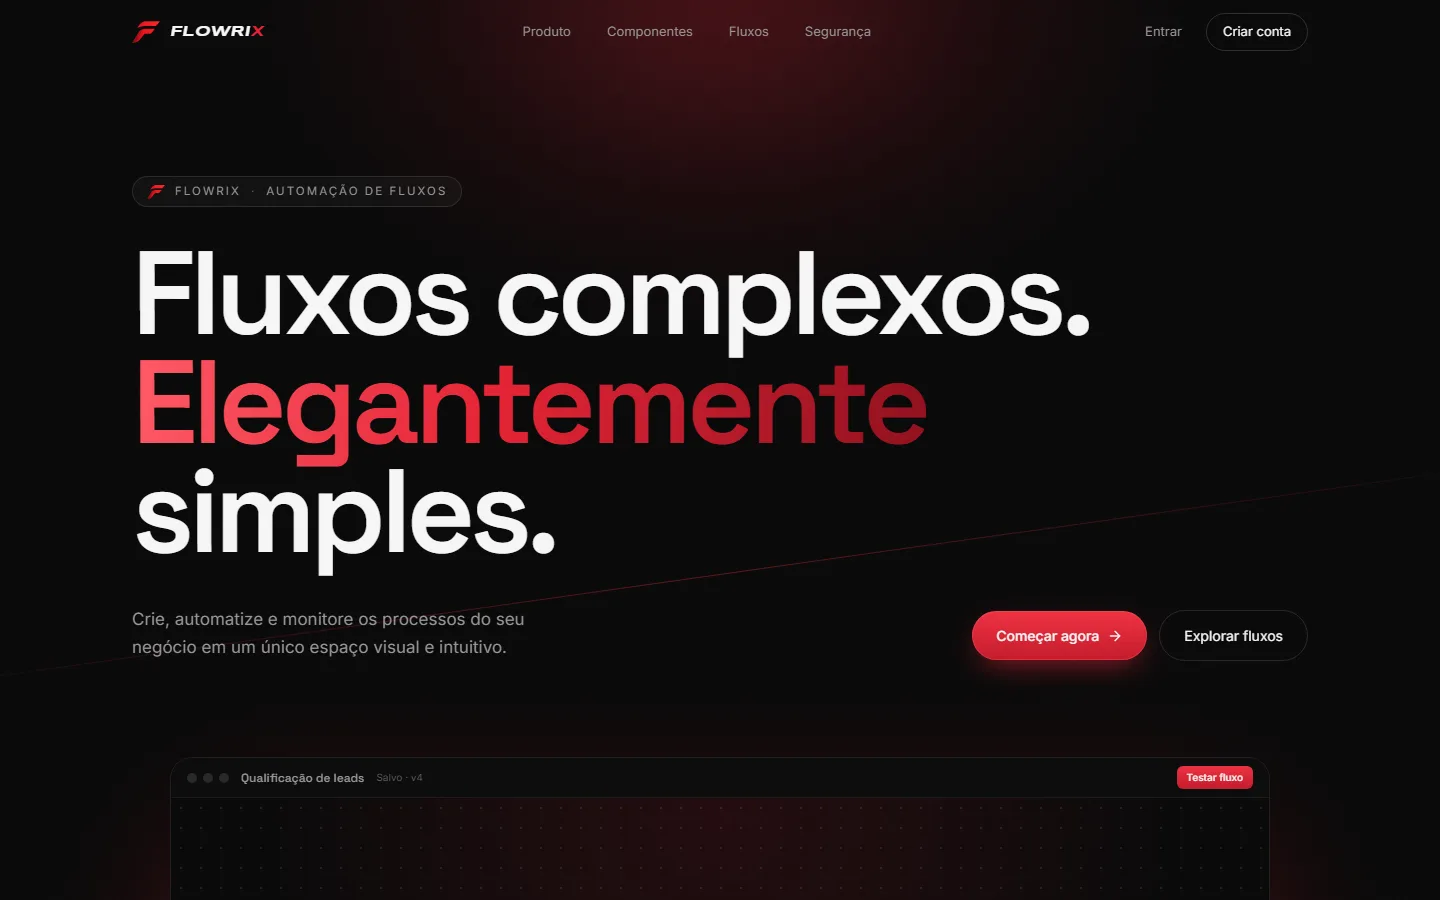 FLOWRIX
Produto
Componentes
Fluxos
Segurança
Entrar
Criar conta
FLOWRIX · AUTOMAÇÃO DE FLUXOS
Fluxos complexos.
Elegantemente
simples.
Crie, automatize e monitore os processos do seu
negócio em um único espaço visual e intuitivo.
Começar agora →
Explorar fluxos
Qualificação de leads
Salvo · v4
Testar fluxo